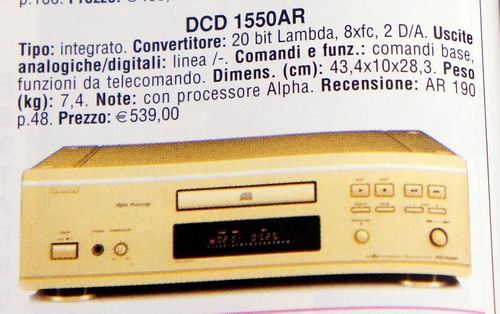 DCD 1550AR
Tipo: integrato. Convertitore: 20 bit Lambda, 8xfc, 2 D/A. Uscite
analogiche/digitali: linea /-. Comandi e funz.: comandi base,
funzioni da telecomando. Dimens. (cm): 43,4x10x28,3. Peso
(kg): 7,4. Note: con processore Alpha. Recensione: AR 190
p.48. Prezzo: €539,00